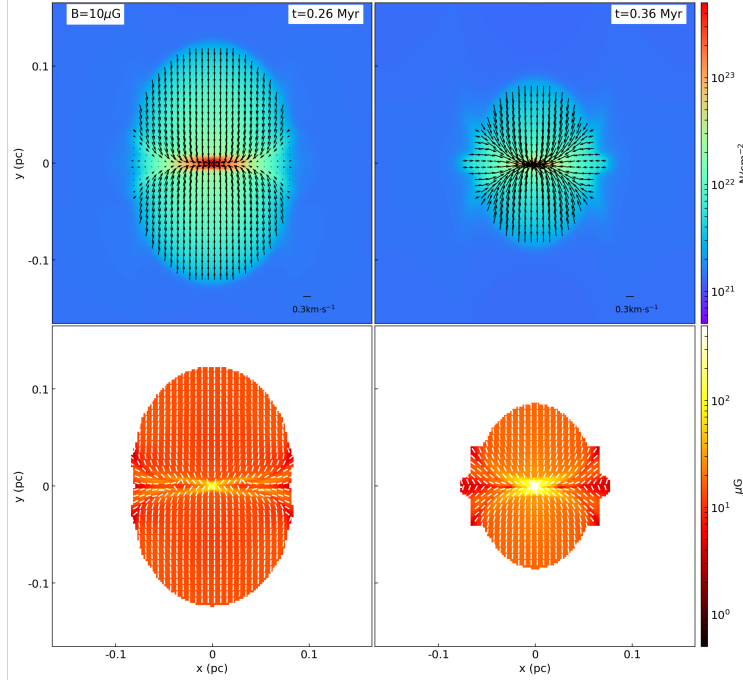 B=10μG
t=0.26 Myr
t=0.36 Myr
0.1
0
-0.1
y (pc)
0.3km·s⁻¹
0.3km·s⁻¹
10²³
10²²
10²¹
N/cm⁻²
0.1
0
-0.1
y (pc)
10²
10¹
10⁰
μG
-0.1
0
0.1
x (pc)
-0.1
0
0.1
x (pc)